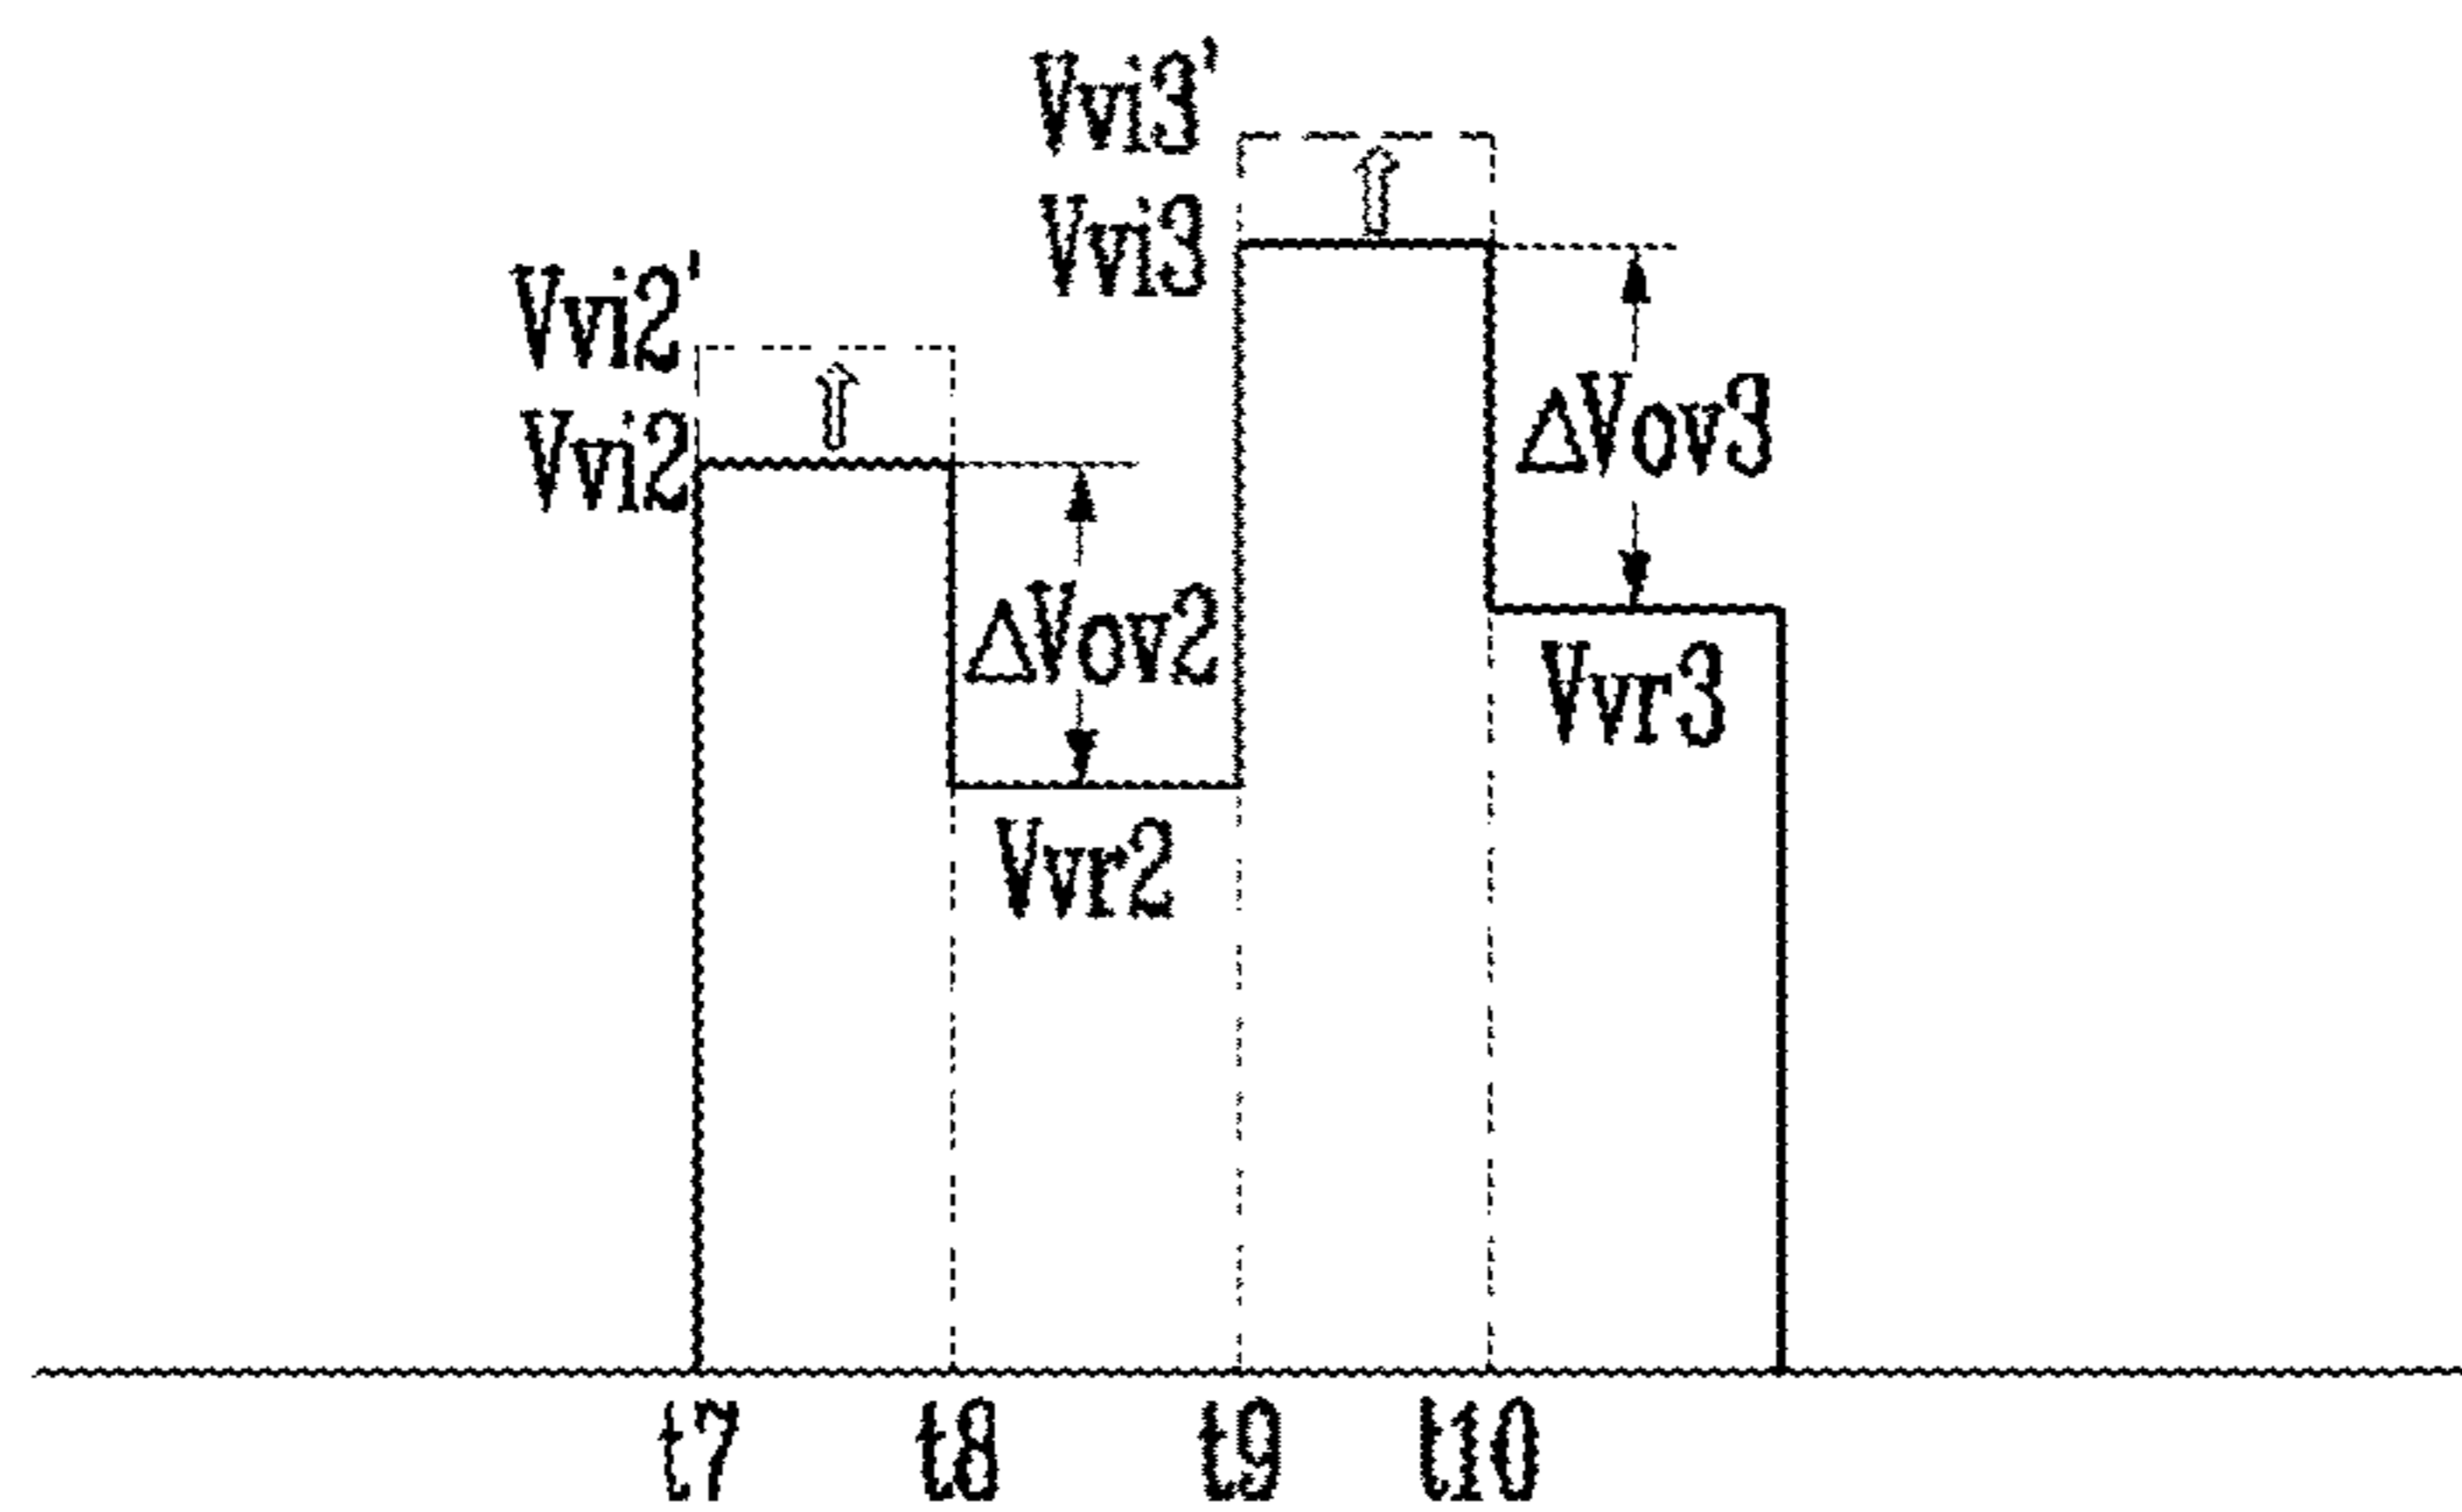 Vvi3'
Vvi3
Vvi2'
Vvi2
ΔVov3
ΔVov2
Vvr3
Vvr2
t7 t8 t9 t10